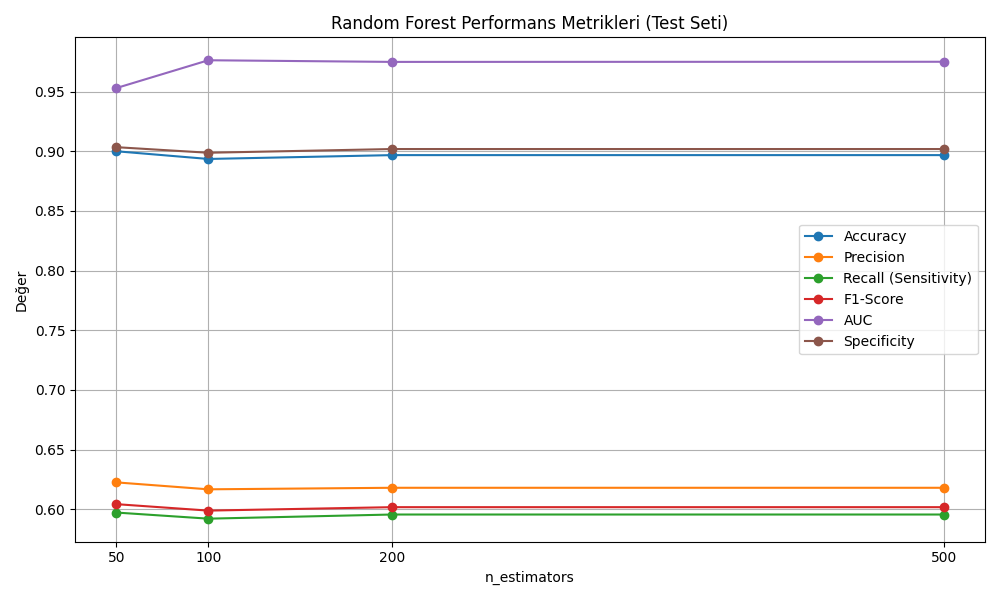 Random Forest Performans Metrikleri (Test Seti)
Değer
0.95
0.90
0.85
0.80
0.75
0.70
0.65
0.60
Accuracy
Precision
Recall (Sensitivity)
F1-Score
AUC
Specificity
50 100 200 500
n_estimators